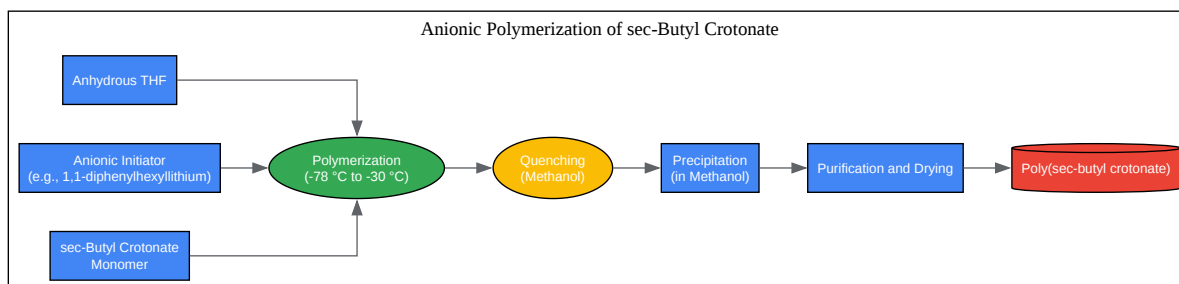 Anionic Polymerization of sec-Butyl Crotonate
Anhydrous THF
Anionic Initiator
(e.g., 1,1-diphenylhexyllithium)
sec-Butyl Crotonate
Monomer
Polymerization
(-78 °C to -30 °C)
Quenching
(Methanol)
Precipitation
(in Methanol)
Purification and Drying
Poly(sec-butyl crotonate)